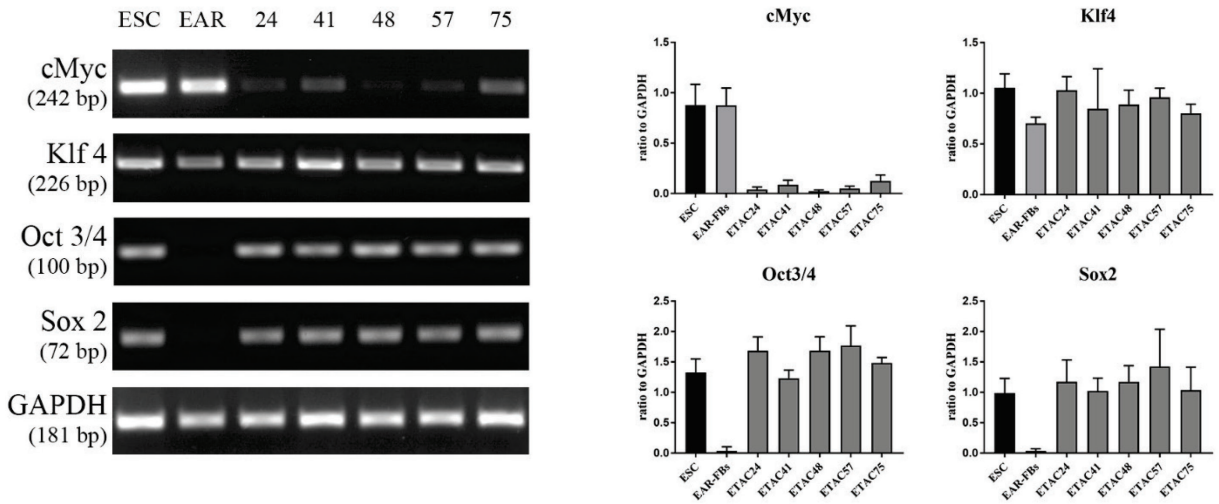 ESC EAR 24 41 48 57 75
cMyc
(242 bp)
Klf 4
(226 bp)
Oct 3/4
(100 bp)
Sox 2
(72 bp)
GAPDH
(181 bp)
cMyc
ratio to GAPDH
1.5
1.0
0.5
0.0
ESC EAR-FBs ETAC24 ETAC41 ETAC48 ETAC57 ETAC75
Klf4
ratio to GAPDH
1.5
1.0
0.5
0.0
ESC EAR-FBs ETAC24 ETAC41 ETAC48 ETAC57 ETAC75
Oct3/4
ratio to GAPDH
2.5
2.0
1.5
1.0
0.5
0.0
ESC EAR-FBs ETAC24 ETAC41 ETAC48 ETAC57 ETAC75
Sox2
ratio to GAPDH
2.5
2.0
1.5
1.0
0.5
0.0
ESC EAR-FBs ETAC24 ETAC41 ETAC48 ETAC57 ETAC75